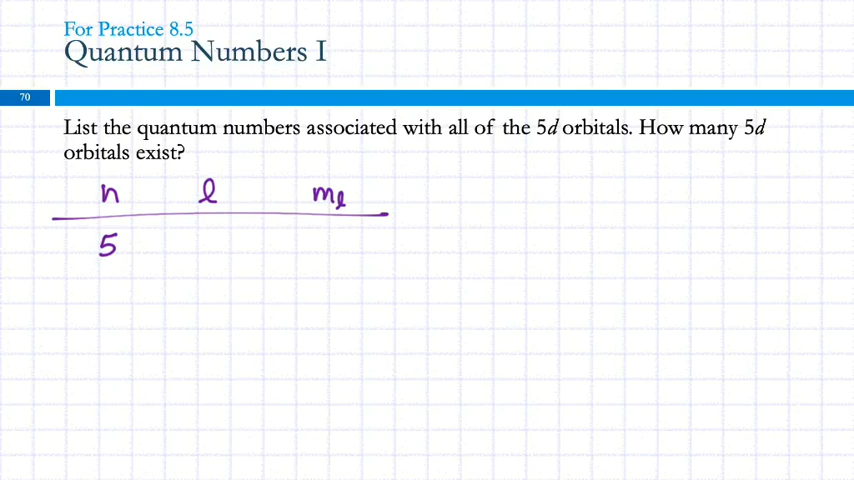 For Practice 8.5
Quantum Numbers I
70
List the quantum numbers associated with all of the 5d orbitals. How many 5d
orbitals exist?
n l mₗ
5